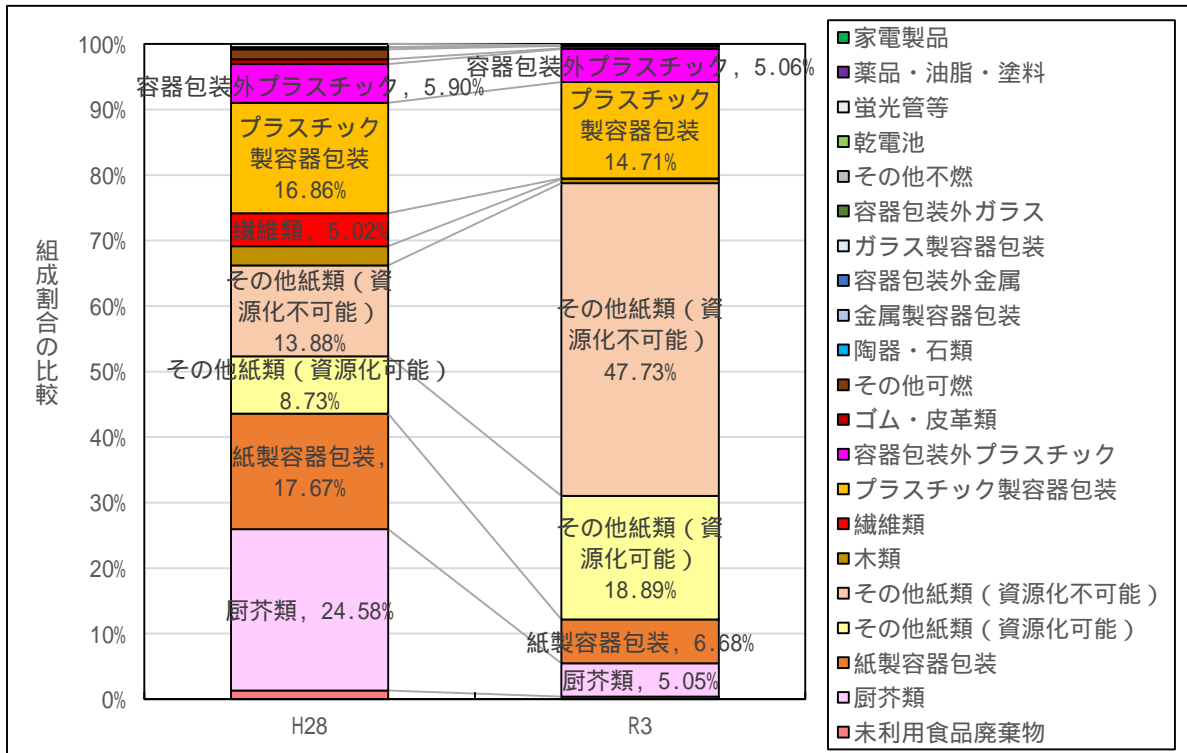 組成割合の比較
100%
90%
80%
70%
60%
50%
40%
30%
20%
10%
0%
容器包装外プラスチック, 5.90%
プラスチック
製容器包装
16.86%
繊維類, 5.02%
その他紙類（資
源化不可能）
13.88%
その他紙類（資源化可能）
8.73%
紙製容器包装,
17.67%
厨芥類, 24.58%
容器包装外プラスチック, 5.06%
プラスチック
製容器包装
14.71%
その他紙類（資
源化不可能）
47.73%
その他紙類（資
源化可能）
18.89%
紙製容器包装, 6.68%
厨芥類, 5.05%
H28
R3
家電製品
薬品・油脂・塗料
蛍光管等
乾電池
その他不燃
容器包装外ガラス
ガラス製容器包装
容器包装外金属
金属製容器包装
陶器・石類
その他可燃
ゴム・皮革類
容器包装外プラスチック
プラスチック製容器包装
繊維類
木類
その他紙類（資源化不可能）
その他紙類（資源化可能）
紙製容器包装
厨芥類
未利用食品廃棄物